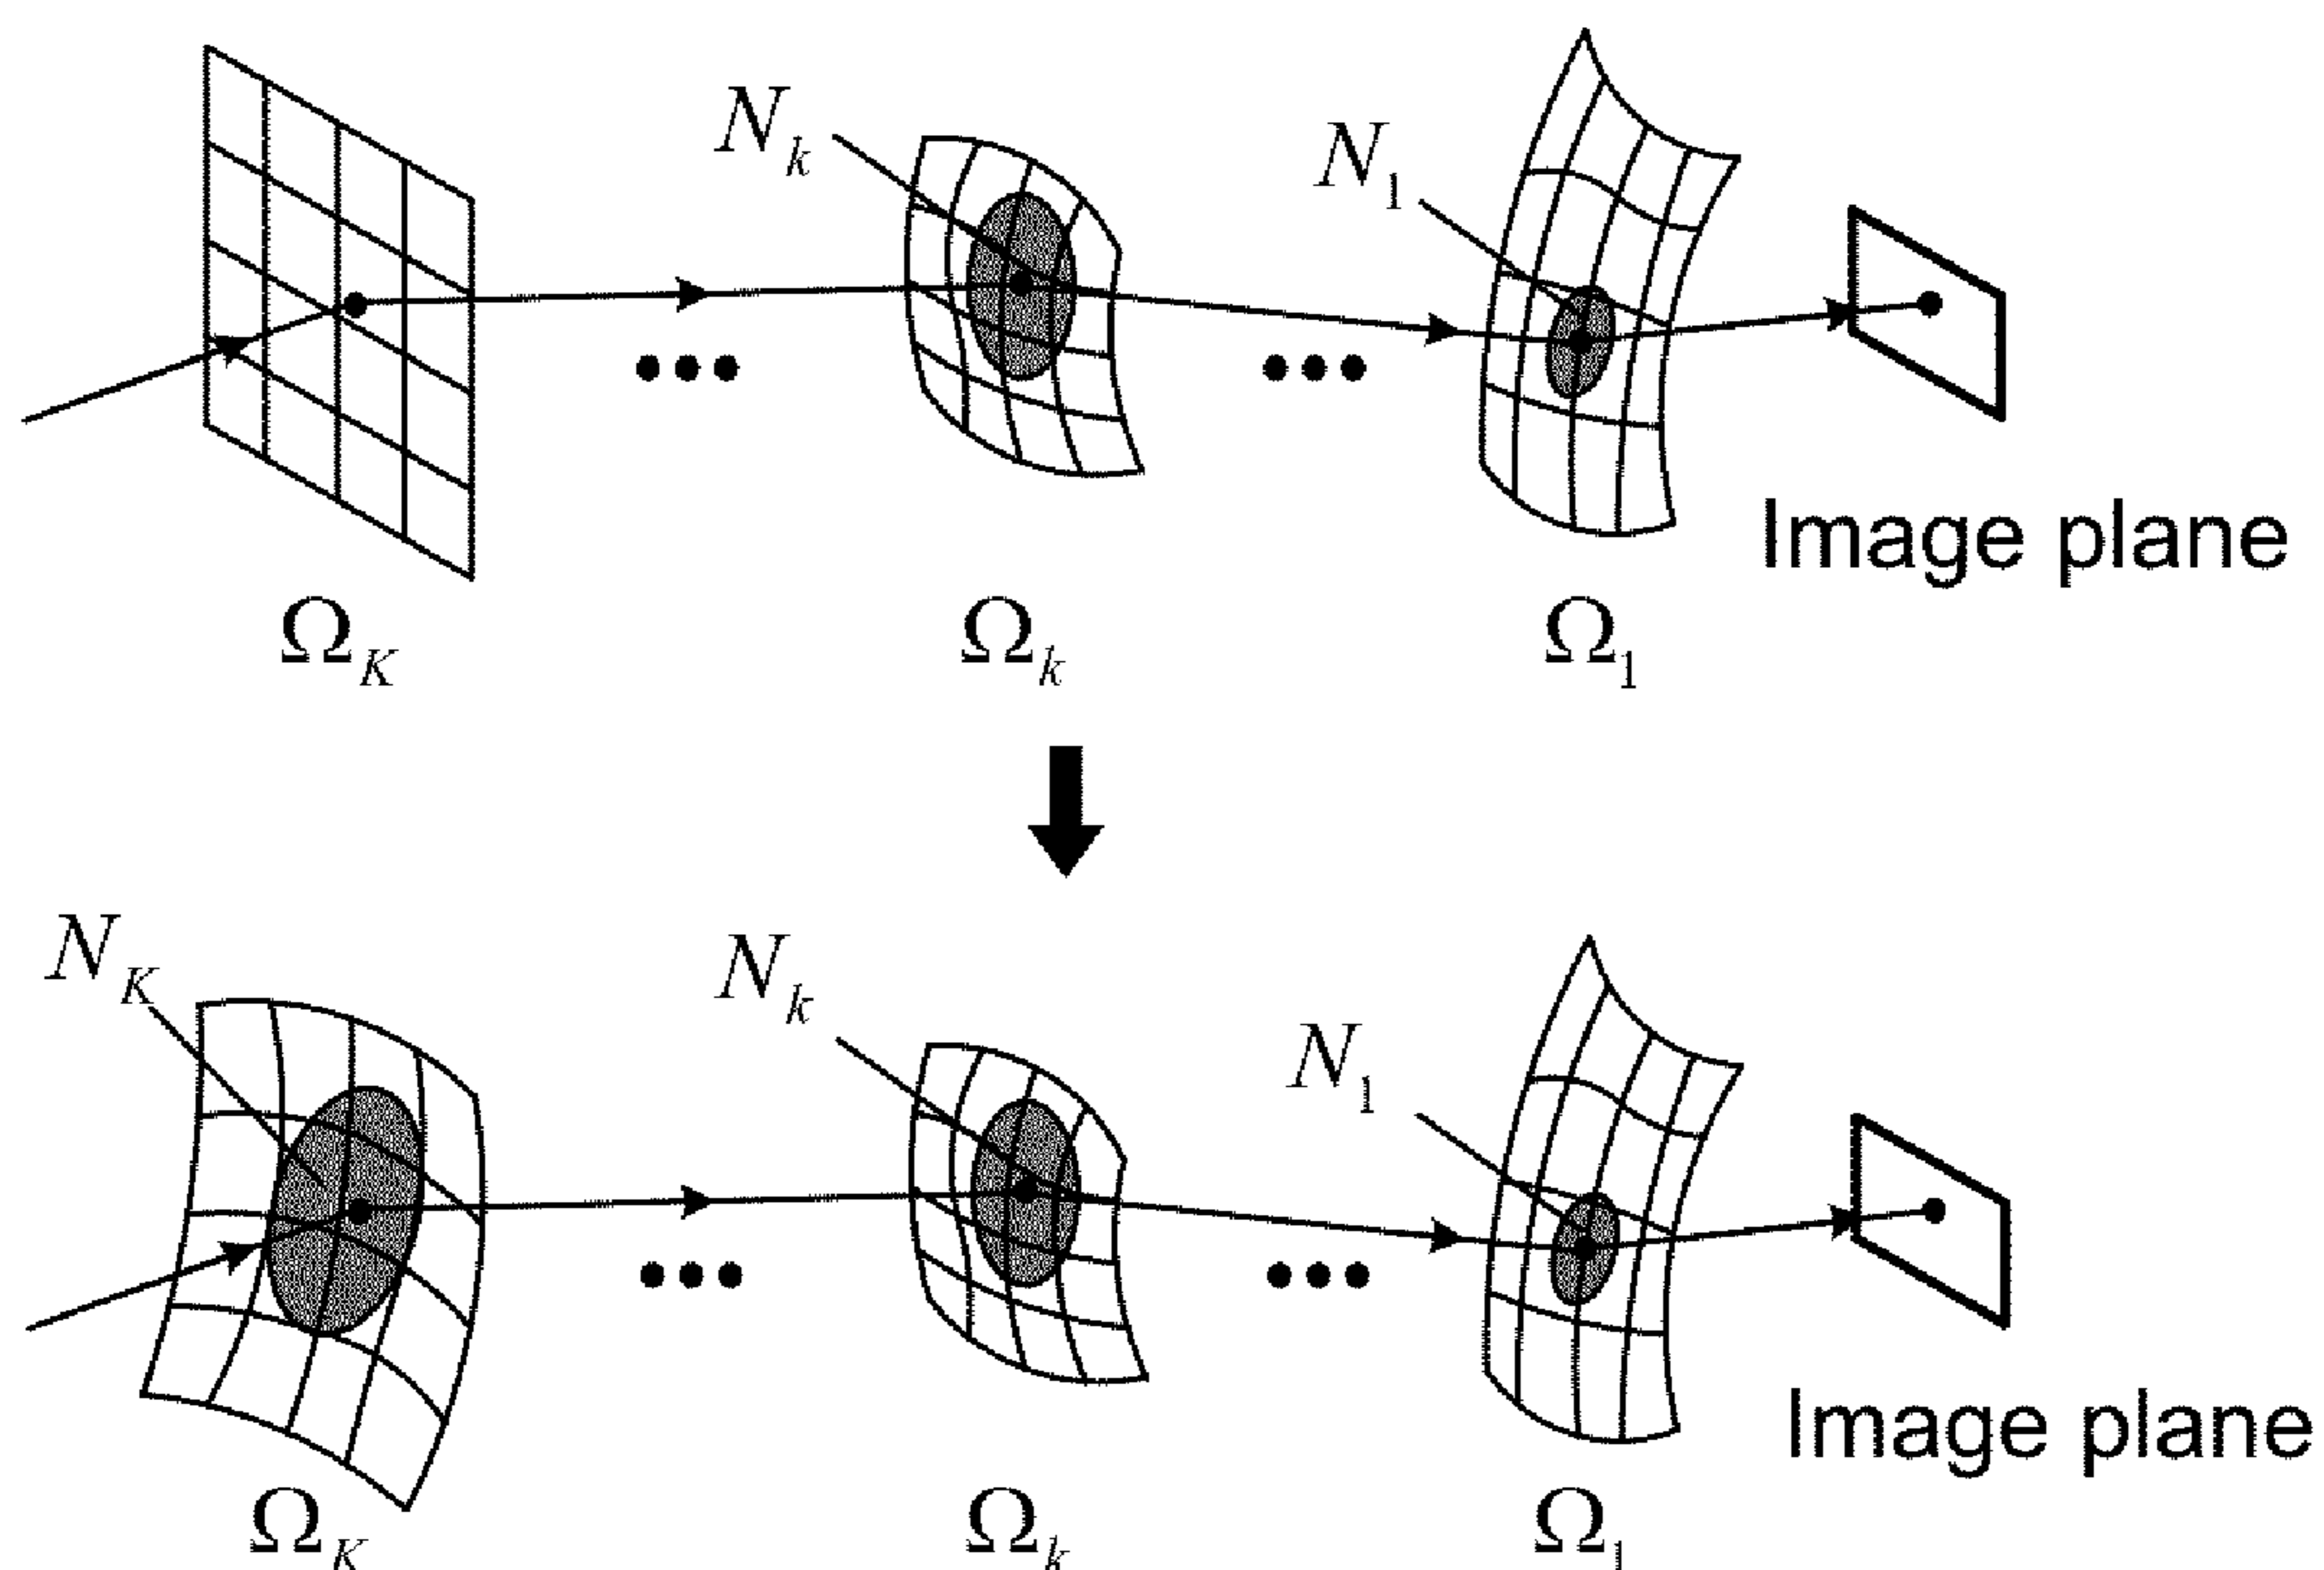 N_k
N_1
Image plane
Ω_K
Ω_k
Ω_1
N_K
N_k
N_1
Image plane
Ω_K
Ω_k
Ω_1